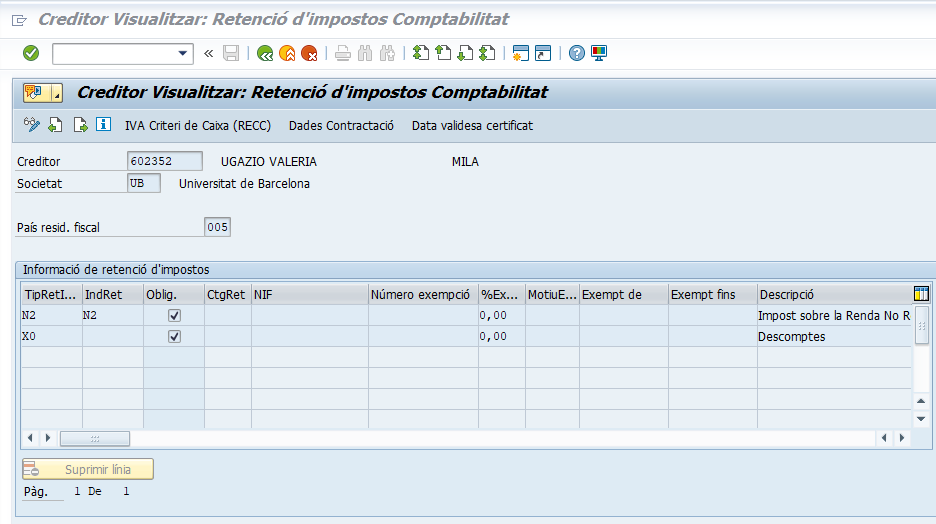 Creditor Visualitzar: Retenció d'impostos Comptabilitat
Creditor Visualitzar: Retenció d'impostos Comptabilitat
IVA Criteri de Caixa (RECC) Dades Contractació Data validesa certificat
Creditor 602352 UGAZIO VALERIA MILA
Societat UB Universitat de Barcelona
País resid. fiscal 005
Informació de retenció d'impostos
TipRetI... IndRet Oblig. CtgRet NIF Número exempció %Ex... MotiuE... Exempt de Exempt fins Descripció
N2 N2 0,00 Impost sobre la Renda No R
X0 0,00 Descomptes
Suprimir línia
Pàg. 1 De 1